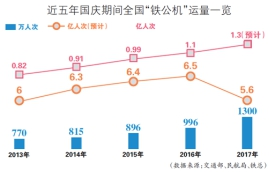 近五年国庆期间全国“铁公机”运量一览
万人次 亿人次(预计) 亿人次
0.82 0.91 0.99 1.1 1.3(预计)
6 6.3 6.4 6.5 5.6
770 815 896 996 1300
2013年 2014年 2015年 2016年 2017年
(数据来源:交通部、民航局、铁总)